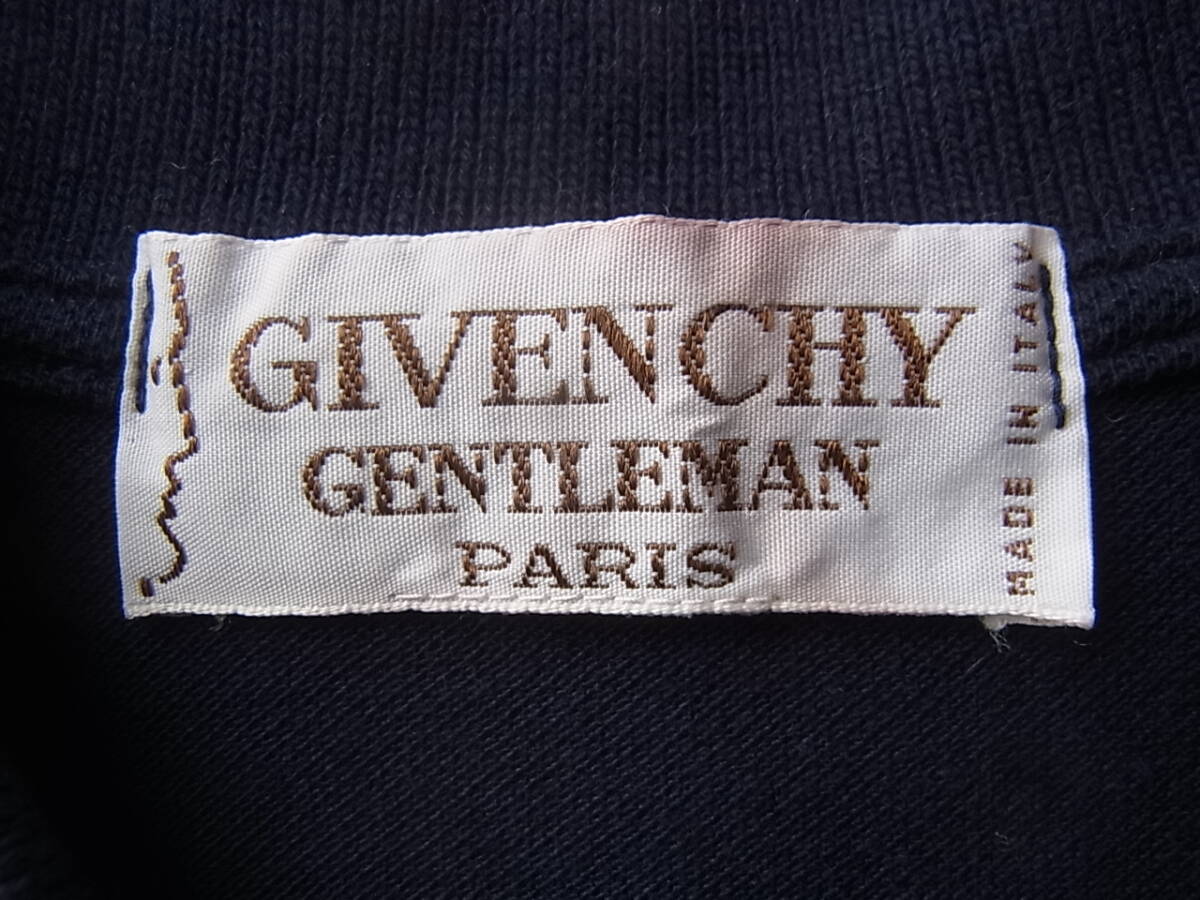 GIVENCHY
GENTLEMAN
PARIS
MADE IN ITALY